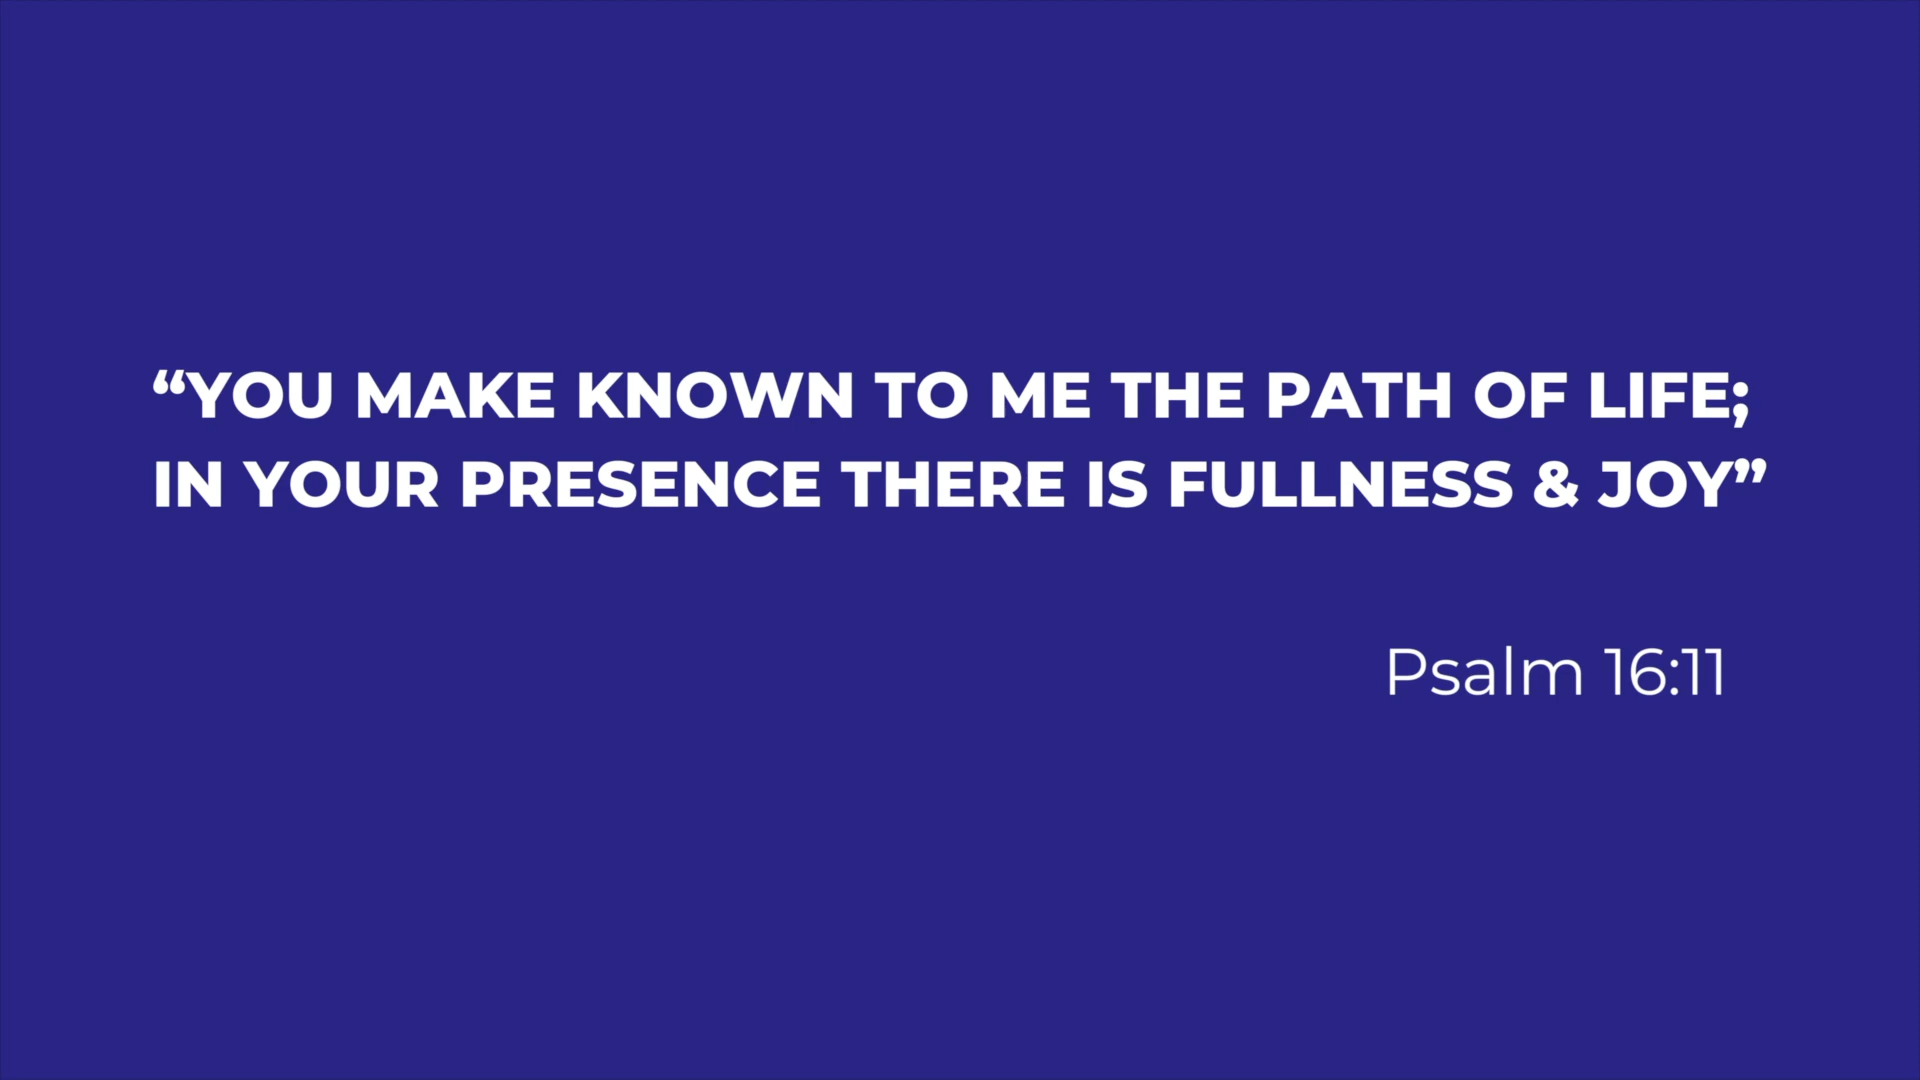 “YOU MAKE KNOWN TO ME THE PATH OF LIFE;
IN YOUR PRESENCE THERE IS FULLNESS & JOY”
Psalm 16:11